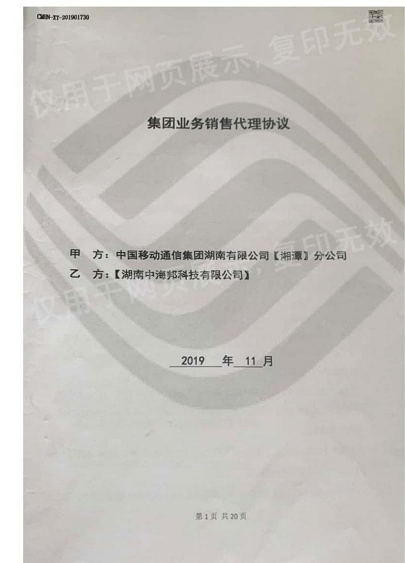 CMHN-XT-201901730
仅用于网页展示,复印无效
集团业务销售代理协议
甲 方：中国移动通信集团湖南有限公司【湘潭】分公司
乙 方：【湖南中海邦科技有限公司】
仅用于网页展示,复印无效
2019 年 11 月
第 1 页 共 20 页